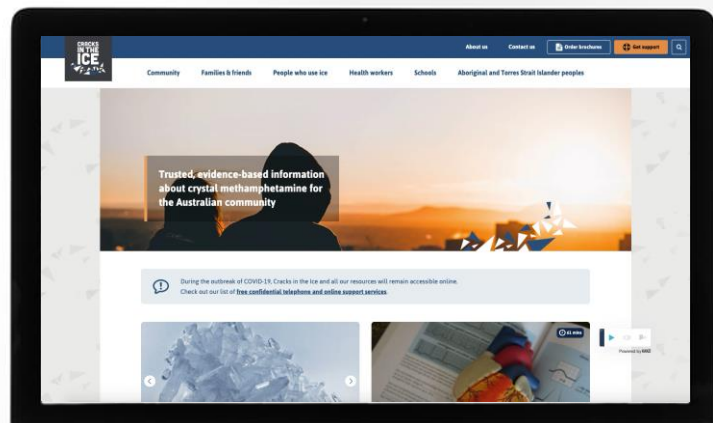 CRACKS
IN THE
ICE
About us
Contact us
Order brochures
Get support
Community
Families & friends
People who use ice
Health workers
Schools
Aboriginal and Torres Strait Islander peoples
Trusted, evidence-based information
about crystal methamphetamine for
the Australian community
During the outbreak of COVID-19, Cracks in the Ice and all our resources will remain accessible online.
Check out our list of free confidential telephone and online support services.
61 mins
Powered by